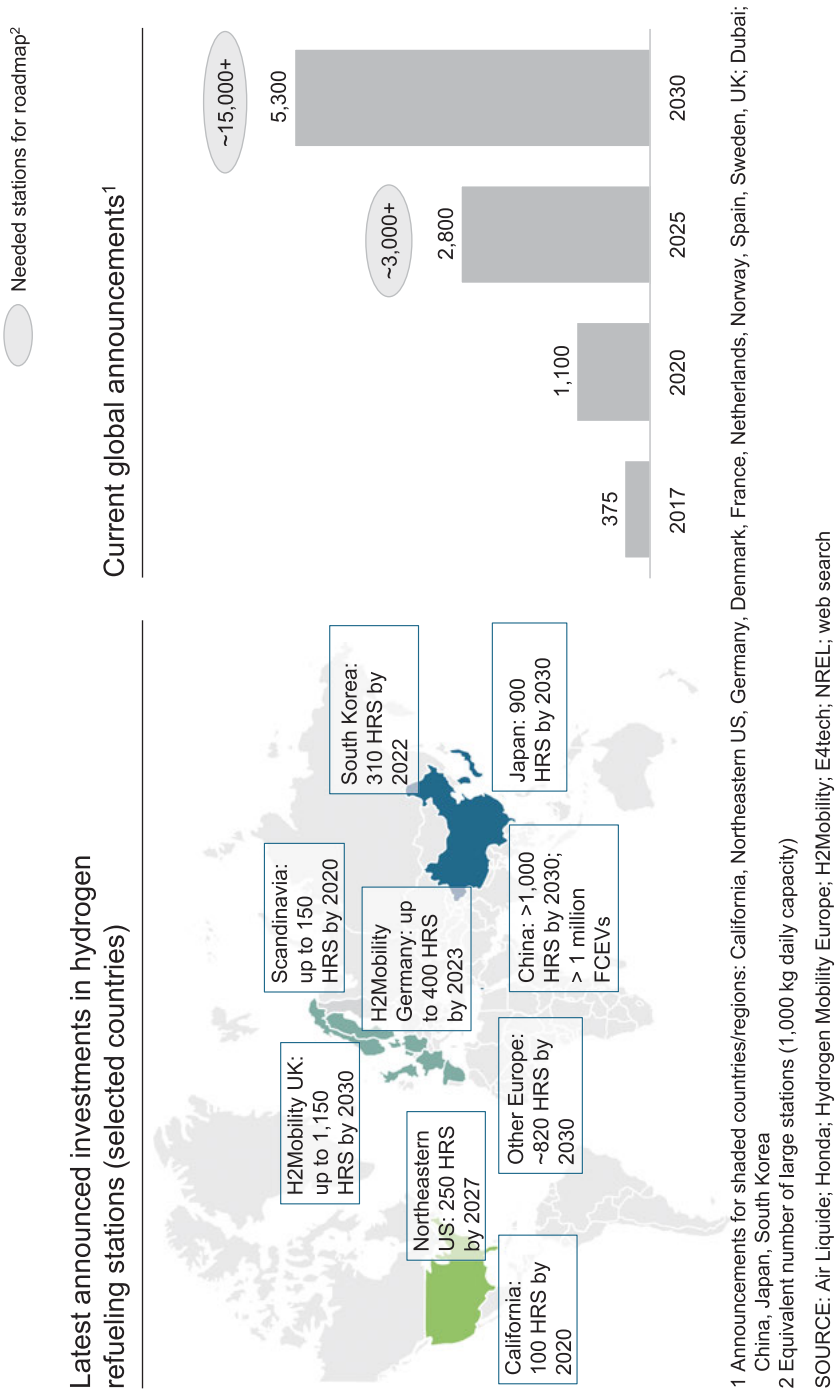 Needed stations for roadmap²
Latest announced investments in hydrogen
refueling stations (selected countries)
H2Mobility UK:
up to 1,150
HRS by 2030
Scandinavia:
up to 150
HRS by 2020
South Korea:
310 HRS by
2022
Northeastern
US: 250 HRS
by 2027
H2Mobility
Germany: up
to 400 HRS
by 2023
California:
100 HRS by
2020
Other Europe:
~820 HRS by
2030
China: >1,000
HRS by 2030;
> 1 million
FCEVs
Japan: 900
HRS by 2030
Current global announcements¹
~15,000+
5,300
~3,000+
2,800
1,100
375
2017
2020
2025
2030
1 Announcements for shaded countries/regions: California, Northeastern US, Germany, Denmark, France, Netherlands, Norway, Spain, Sweden, UK; Dubai;
China, Japan, South Korea
2 Equivalent number of large stations (1,000 kg daily capacity)
SOURCE: Air Liquide; Honda; Hydrogen Mobility Europe; H2Mobility; E4tech; NREL; web search